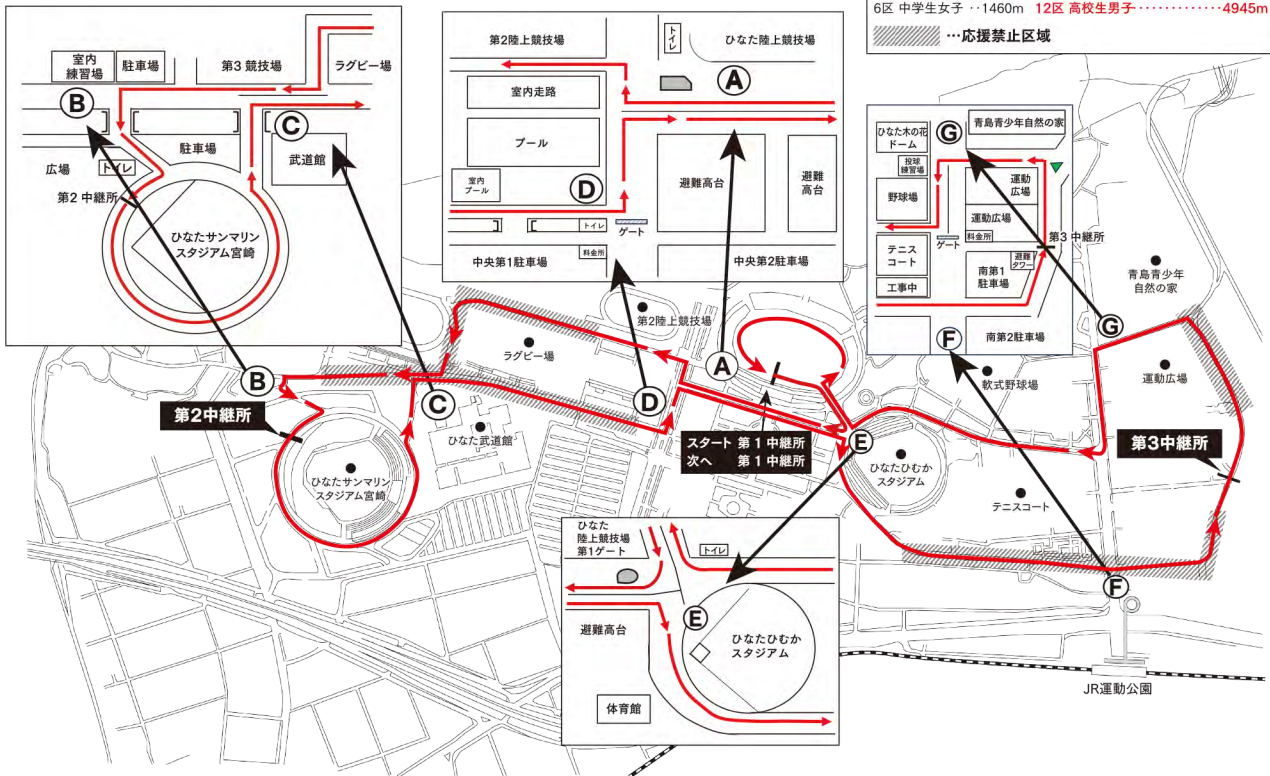 6区 中学生女子 ‥1460m 12区 高校生男子‥‥‥‥‥‥4945m
…応援禁止区域
室内
練習場
駐車場
第3 競技場
ラグビー場
B
C
広場
トイレ
駐車場
武道館
第2 中継所
ひなたサンマリン
スタジアム宮崎
第2陸上競技場
トイレ
ひなた陸上競技場
A
室内走路
プール
室内
プール
D
避難高台
避難
高台
トイレ
ゲート
料金所
中央第1駐車場
中央第2駐車場
ひなた木の花
ドーム
G
青島青少年自然の家
投球
練習場
野球場
運動
広場
運動広場
料金所
ゲート
第3 中継所
テニス
コート
避難
タワー
南第1
駐車場
工事中
F
南第2駐車場
青島青少年
自然の家
第2陸上競技場
ラグビー場
A
B
C
D
E
F
G
軟式野球場
運動広場
第2中継所
ひなた武道館
スタート 第1中継所
次へ 第1中継所
ひなたひむか
スタジアム
第3中継所
テニスコート
ひなたサンマリン
スタジアム宮崎
ひなた
陸上競技場
第1ゲート
トイレ
E
避難高台
ひなたひむか
スタジアム
体育館
JR運動公園